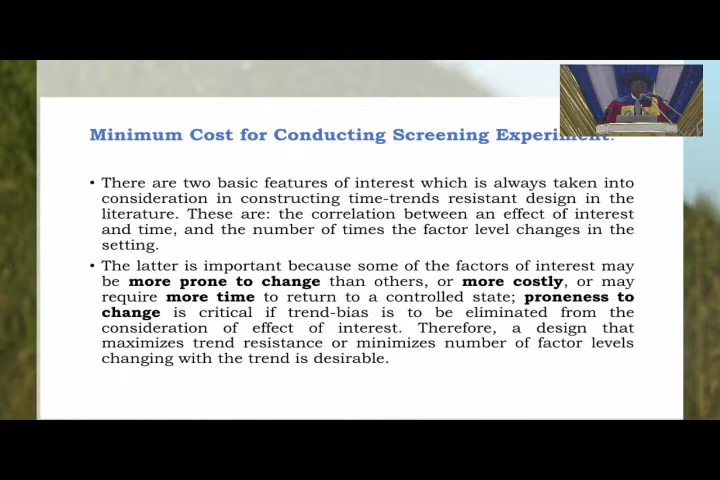 Minimum Cost for Conducting Screening Experiment:
• There are two basic features of interest which is always taken into
consideration in constructing time-trends resistant design in the
literature. These are: the correlation between an effect of interest
and time, and the number of times the factor level changes in the
setting.
• The latter is important because some of the factors of interest may
be more prone to change than others, or more costly, or may
require more time to return to a controlled state; proneness to
change is critical if trend-bias is to be eliminated from the
consideration of effect of interest. Therefore, a design that
maximizes trend resistance or minimizes number of factor levels
changing with the trend is desirable.